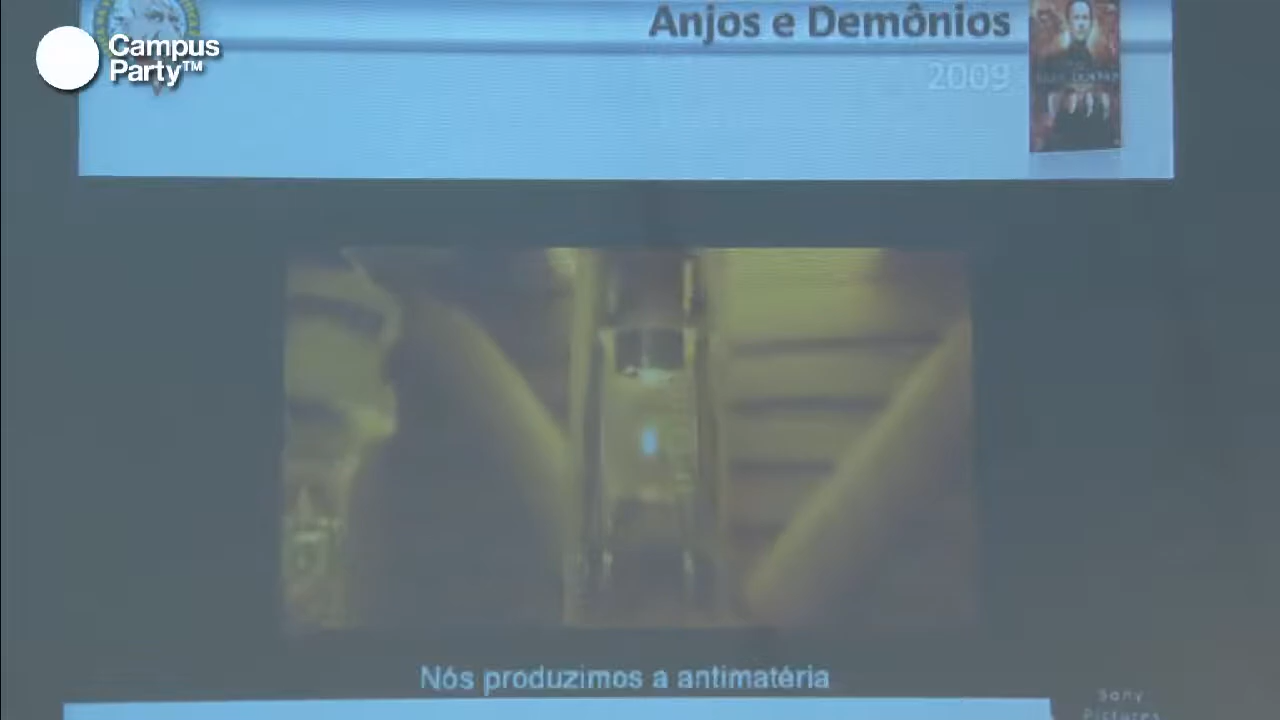 Campus
Party™
Anjos e Demônios
2009
Nós produzimos a antimatéria
Sony
Pictures